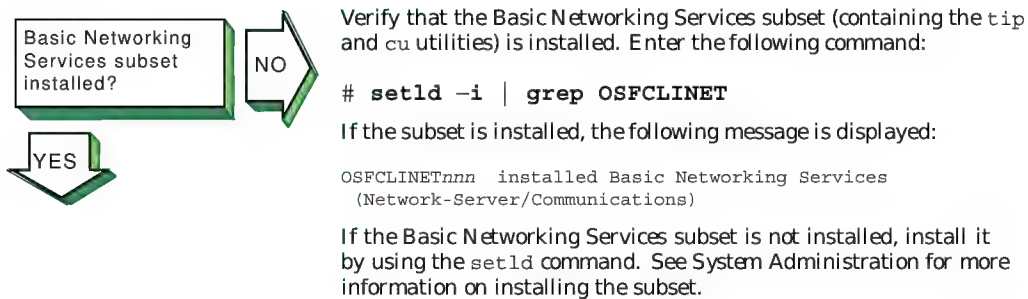 Basic Networking
Services subset
installed?
NO
YES
Verify that the Basic Networking Services subset (containing the tip
and cu utilities) is installed. Enter the following command:
# setld –i | grep OSFCLINET
If the subset is installed, the following message is displayed:
OSFCLINETnnn installed Basic Networking Services
(Network-Server/Communications)
If the Basic Networking Services subset is not installed, install it
by using the setld command. See System Administration for more
information on installing the subset.